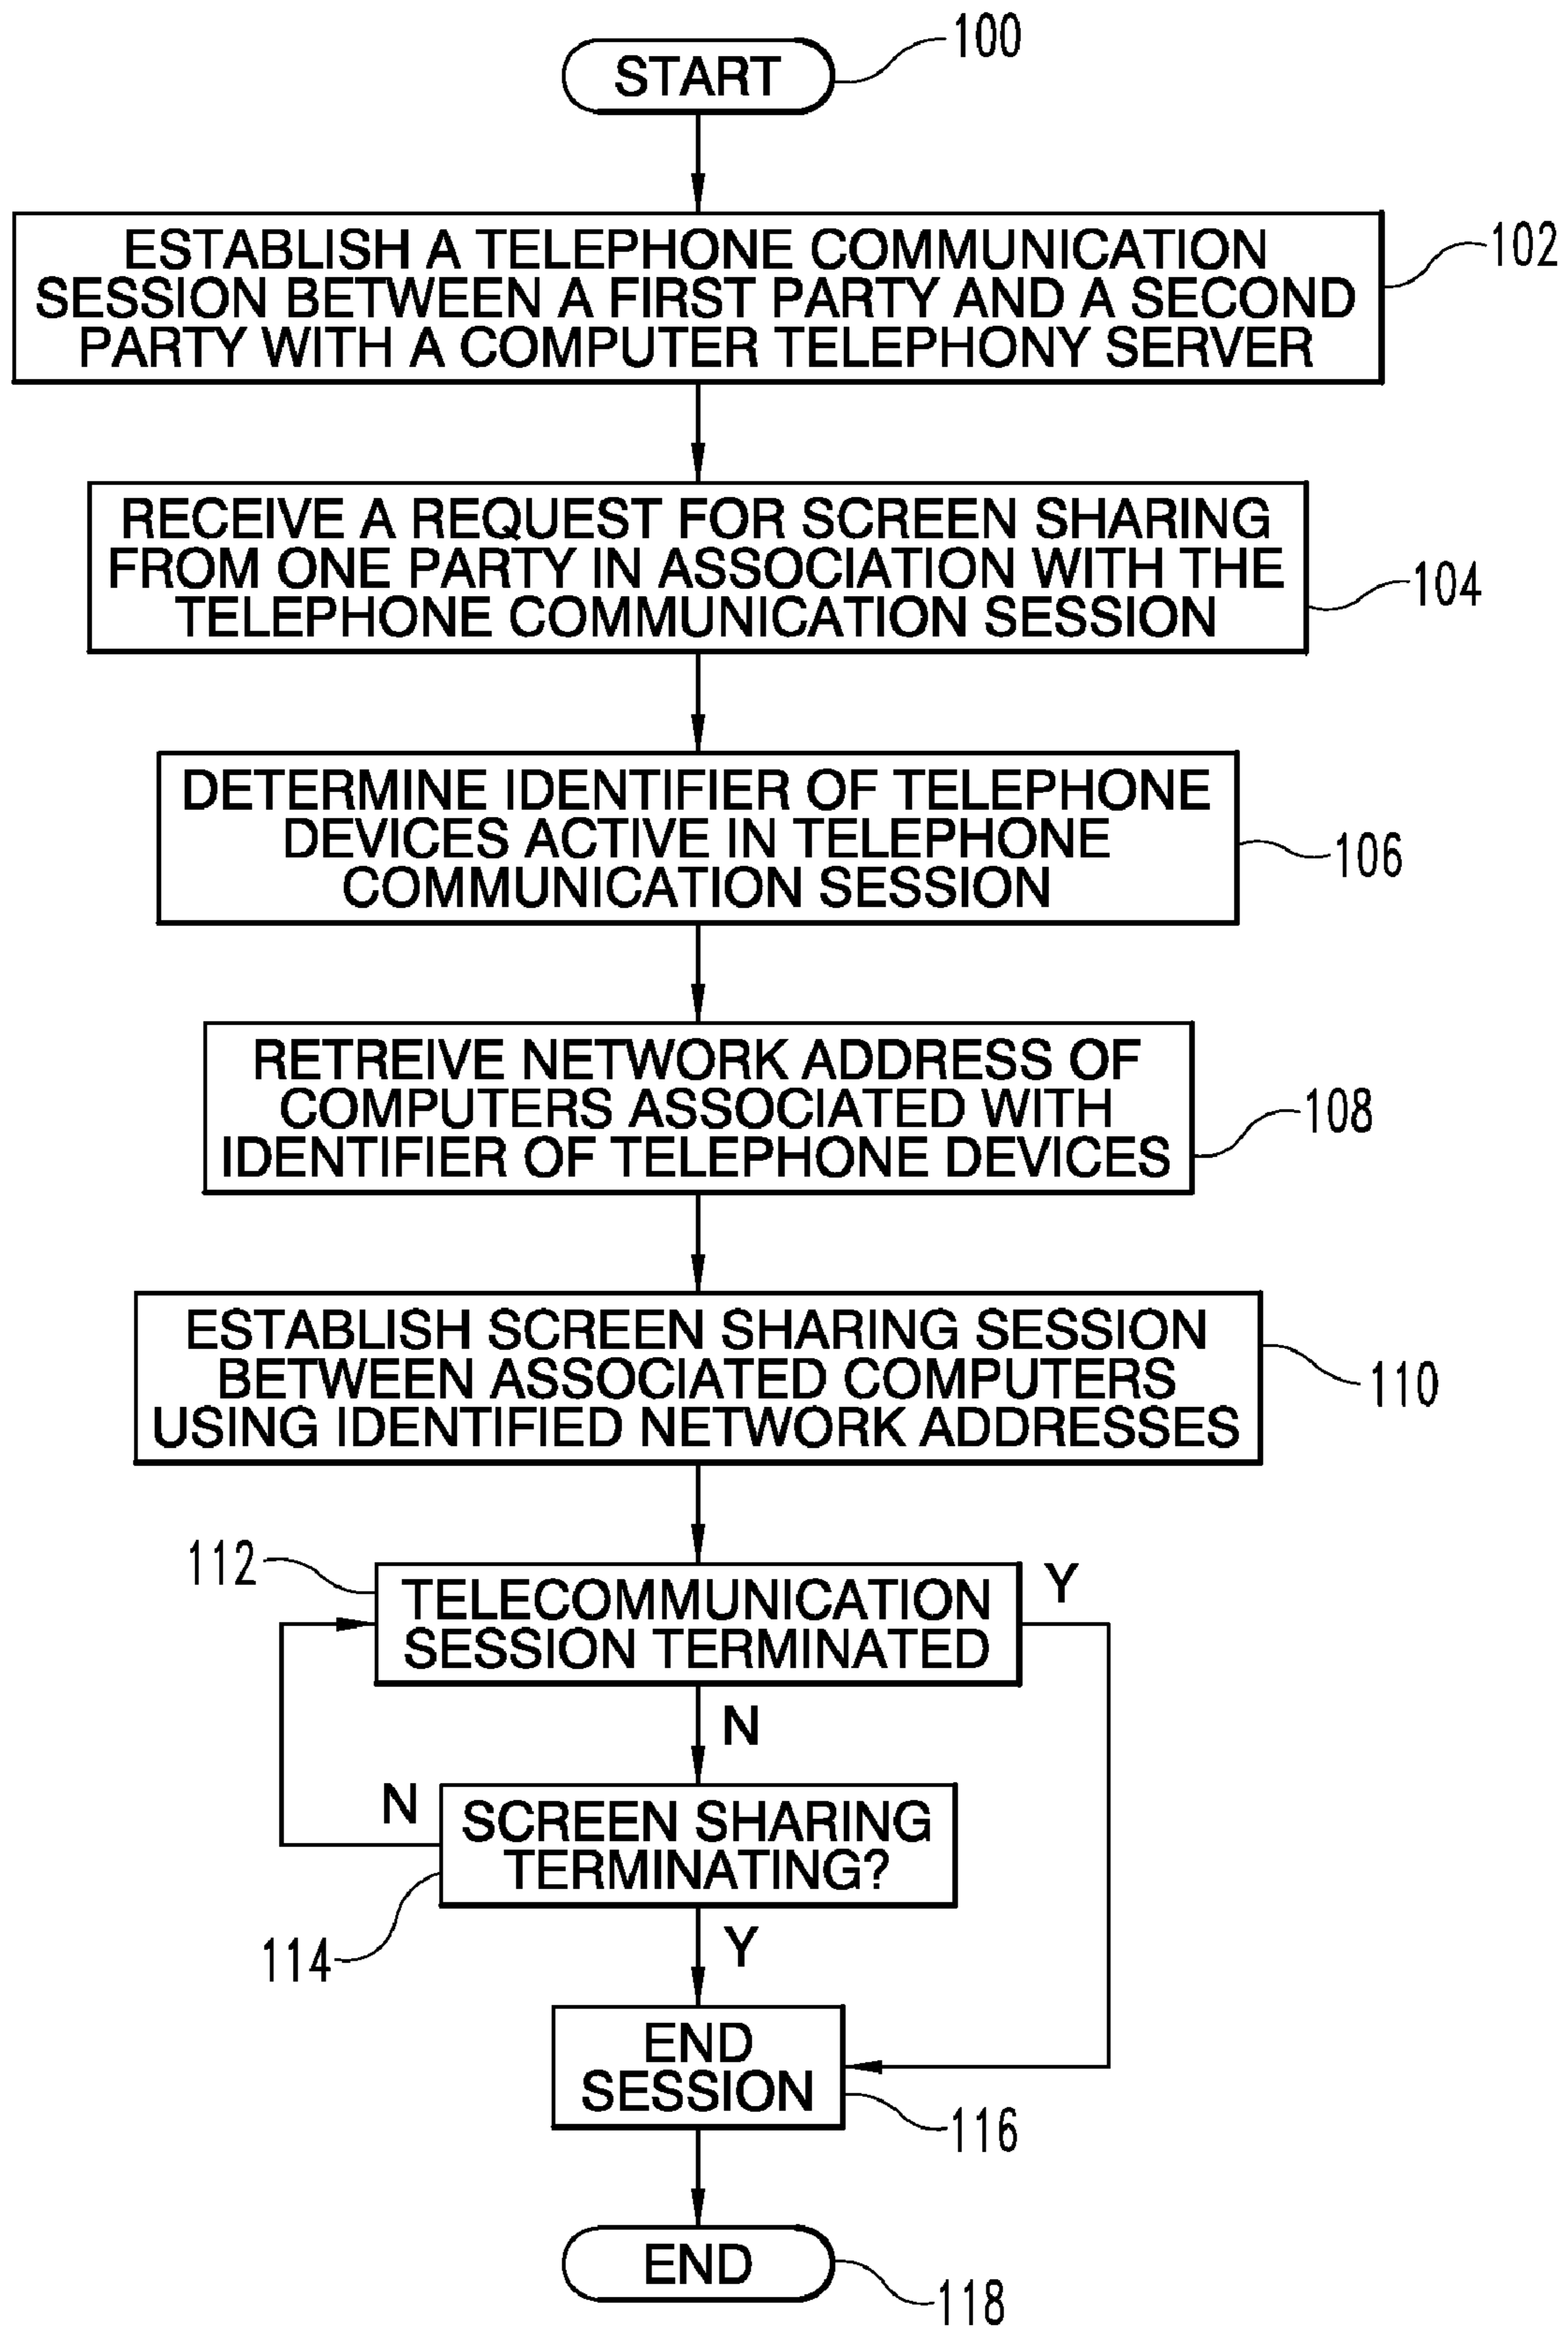 START
100
ESTABLISH A TELEPHONE COMMUNICATION
SESSION BETWEEN A FIRST PARTY AND A SECOND
PARTY WITH A COMPUTER TELEPHONY SERVER
102
RECEIVE A REQUEST FOR SCREEN SHARING
FROM ONE PARTY IN ASSOCIATION WITH THE
TELEPHONE COMMUNICATION SESSION
104
DETERMINE IDENTIFIER OF TELEPHONE
DEVICES ACTIVE IN TELEPHONE
COMMUNICATION SESSION
106
RETREIVE NETWORK ADDRESS OF
COMPUTERS ASSOCIATED WITH
IDENTIFIER OF TELEPHONE DEVICES
108
ESTABLISH SCREEN SHARING SESSION
BETWEEN ASSOCIATED COMPUTERS
USING IDENTIFIED NETWORK ADDRESSES
110
112
TELECOMMUNICATION
SESSION TERMINATED
Y
N
N
SCREEN SHARING
TERMINATING?
114
Y
END
SESSION
116
END
118